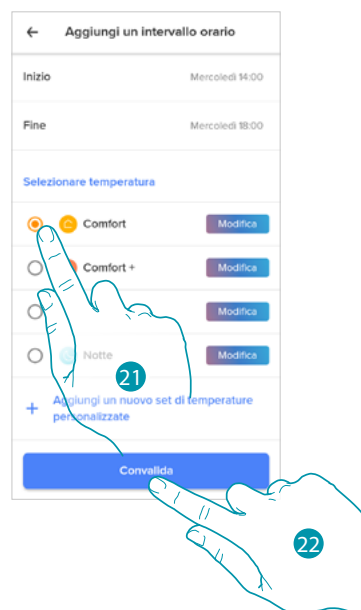 Aggiungi un intervallo orario
Inizio Mercoledì 14:00
Fine Mercoledì 18:00
Selezionare temperatura
Comfort Modifica
Comfort + Modifica
Modifica
Notte Modifica
21
+ Aggiungi un nuovo set di temperature
personalizzate
Convalida
22